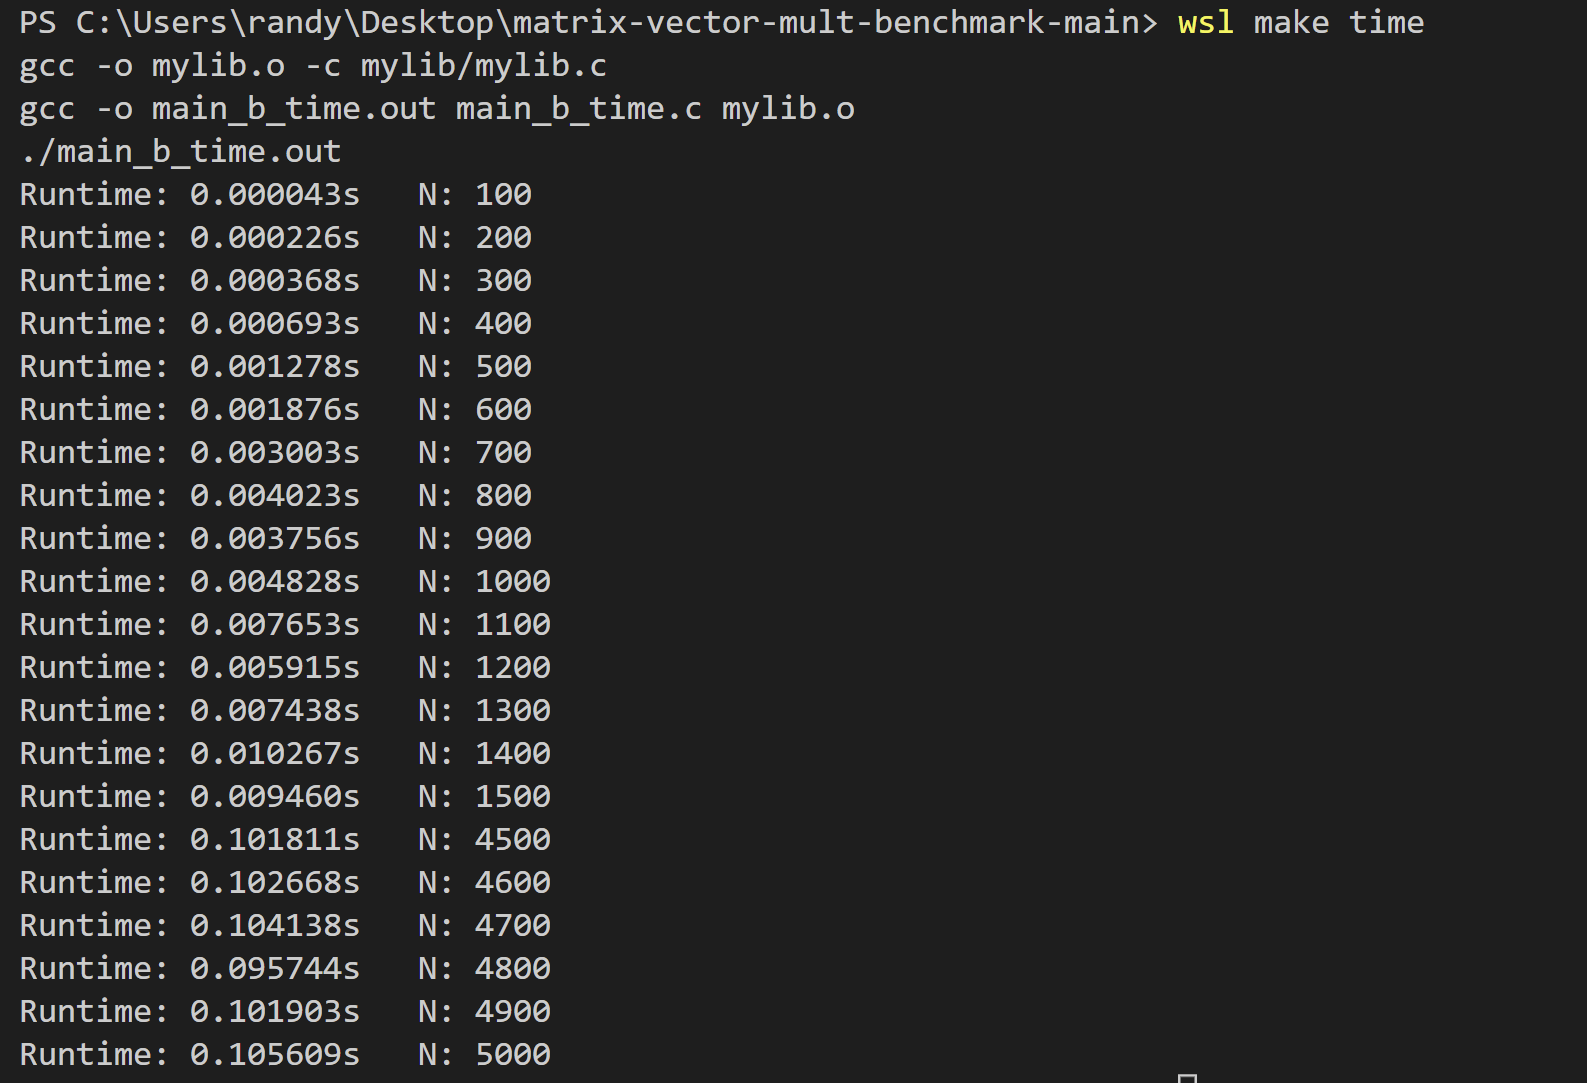 PS C:\Users\randy\Desktop\matrix-vector-mult-benchmark-main> wsl make time
gcc -o mylib.o -c mylib/mylib.c
gcc -o main_b_time.out main_b_time.c mylib.o
./main_b_time.out
Runtime: 0.000043s   N: 100
Runtime: 0.000226s   N: 200
Runtime: 0.000368s   N: 300
Runtime: 0.000693s   N: 400
Runtime: 0.001278s   N: 500
Runtime: 0.001876s   N: 600
Runtime: 0.003003s   N: 700
Runtime: 0.004023s   N: 800
Runtime: 0.003756s   N: 900
Runtime: 0.004828s   N: 1000
Runtime: 0.007653s   N: 1100
Runtime: 0.005915s   N: 1200
Runtime: 0.007438s   N: 1300
Runtime: 0.010267s   N: 1400
Runtime: 0.009460s   N: 1500
Runtime: 0.101811s   N: 4500
Runtime: 0.102668s   N: 4600
Runtime: 0.104138s   N: 4700
Runtime: 0.095744s   N: 4800
Runtime: 0.101903s   N: 4900
Runtime: 0.105609s   N: 5000